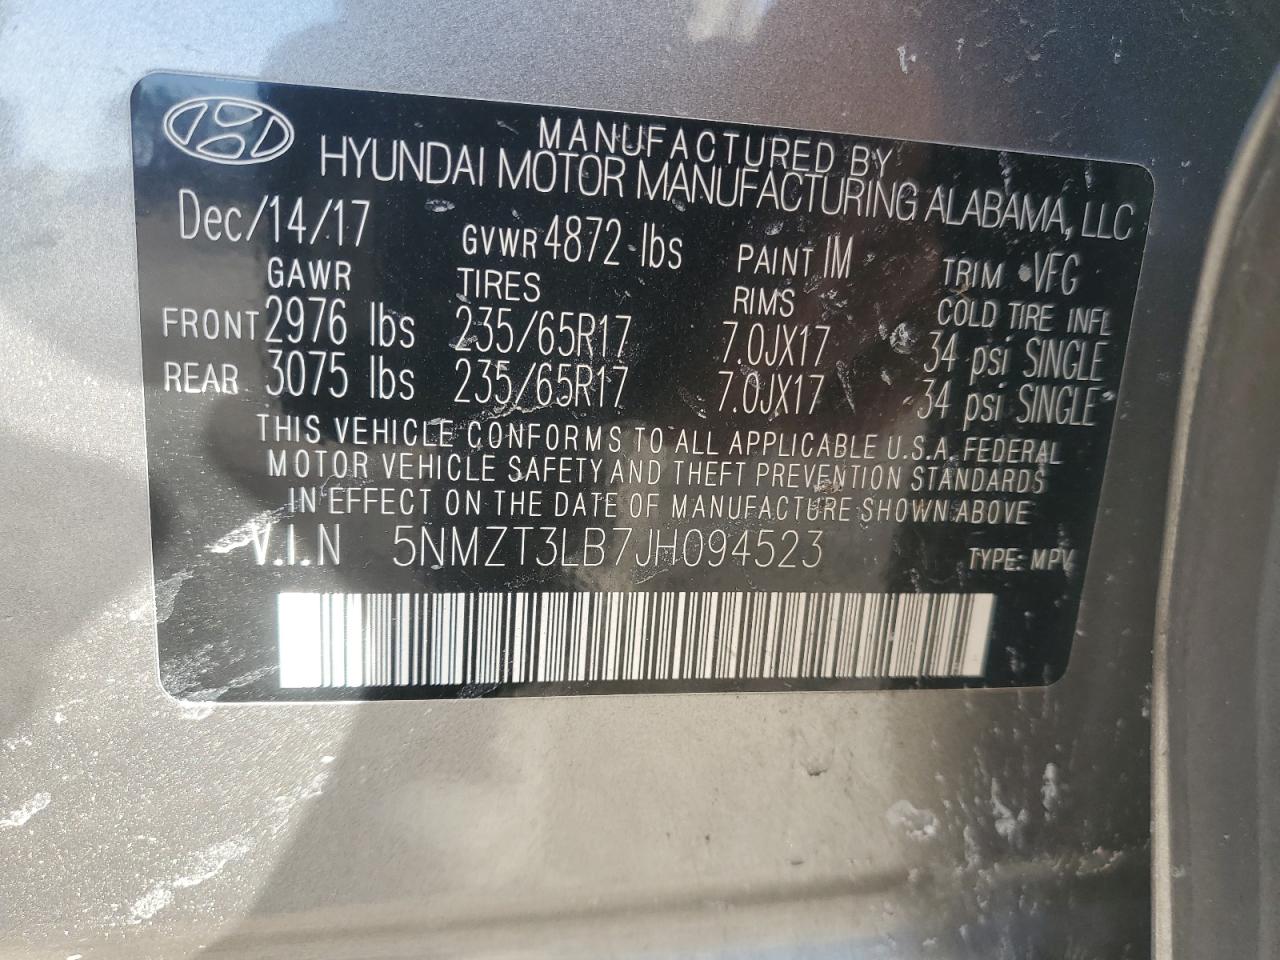 MANUFACTURED BY
HYUNDAI MOTOR MANUFACTURING ALABAMA, LLC
Dec/14/17 GVWR 4872 lbs PAINT IM TRIM VFG
GAWR TIRES RIMS COLD TIRE INFL
FRONT 2976 lbs 235/65R17 7.0JX17 34 psi SINGLE
REAR 3075 lbs 235/65R17 7.0JX17 34 psi SINGLE
THIS VEHICLE CONFORMS TO ALL APPLICABLE U.S.A. FEDERAL
MOTOR VEHICLE SAFETY AND THEFT PREVENTION STANDARDS
IN EFFECT ON THE DATE OF MANUFACTURE SHOWN ABOVE
V.I.N 5NMZT3LB7JH094523 TYPE: MPV